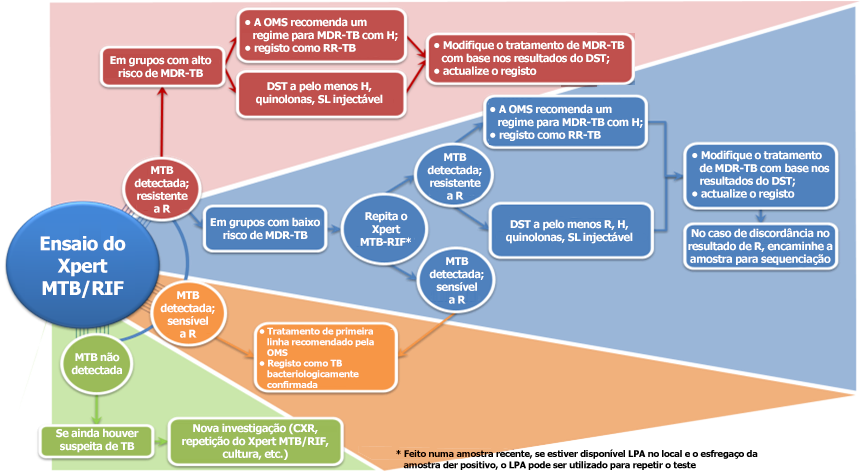 Ensaio do
Xpert
MTB/RIF
MTB
detectada;
resistente
a R
Em grupos com alto
risco de MDR-TB
● A OMS recomenda um
regime para MDR-TB com H;
● registo como RR-TB
DST a pelo menos H,
quinolonas, SL injectável
● Modifique o tratamento de MDR-TB
com base nos resultados do DST;
● actualize o registo
Em grupos com baixo
risco de MDR-TB
Repita o
Xpert
MTB-RIF*
MTB
detectada;
resistente
a R
● A OMS recomenda um
regime para MDR-TB com H;
● registo como RR-TB
DST a pelo menos R, H,
quinolonas, SL injectável
● Modifique o tratamento
de MDR-TB com base nos
resultados do DST;
● actualize o registo
No caso de discordância no
resultado de R, encaminhe a
amostra para sequenciação
MTB
detectada;
sensível
a R
MTB
detectada;
sensível
a R
● Tratamento de primeira
linha recomendado pela
OMS
● Registo como TB
bacteriologicamente
confirmada
MTB não
detectada
Se ainda houver
suspeita de TB
Nova investigação (CXR,
repetição do Xpert MTB/RIF,
cultura, etc.)
* Feito numa amostra recente, se estiver disponível LPA no local e o esfregaço da
amostra der positivo, o LPA pode ser utilizado para repetir o teste